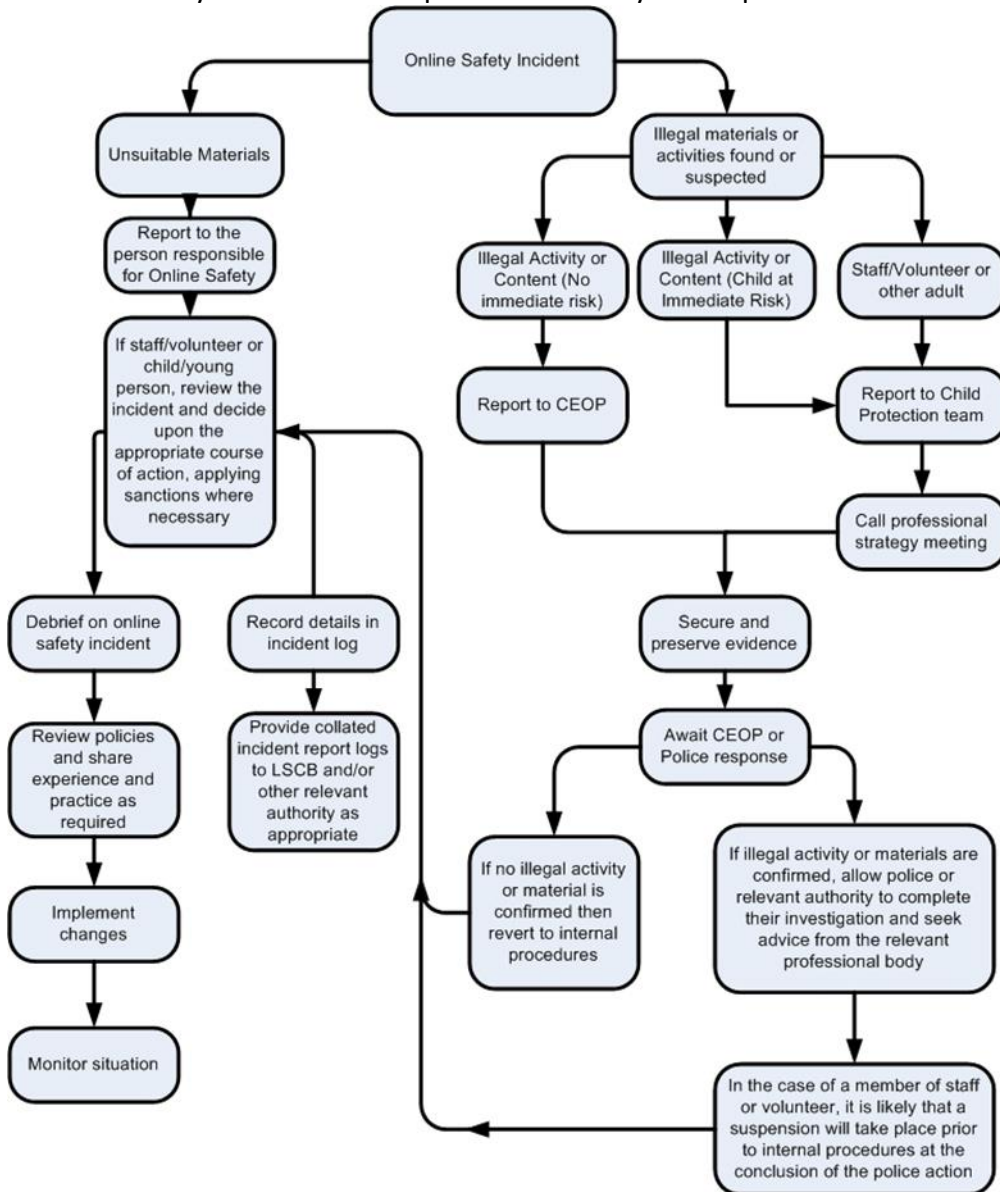 Online Safety Incident
Unsuitable Materials
Report to the
person responsible
for Online Safety
If staff/volunteer or
child/young
person, review the
incident and decide
upon the
appropriate course
of action, applying
sanctions where
necessary
Debrief on online
safety incident
Review policies
and share
experience and
practice as
required
Implement
changes
Monitor situation
Record details in
incident log
Provide collated
incident report logs
to LSCB and/or
other relevant
authority as
appropriate
Illegal materials or
activities found or
suspected
Illegal Activity or
Content (No
immediate risk)
Illegal Activity or
Content (Child at
Immediate Risk)
Staff/Volunteer or
other adult
Report to CEOP
Report to Child
Protection team
Call professional
strategy meeting
Secure and
preserve evidence
Await CEOP or
Police response
If no illegal activity
or material is
confirmed then
revert to internal
procedures
If illegal activity or materials are
confirmed, allow police or
relevant authority to complete
their investigation and seek
advice from the relevant
professional body
In the case of a member of staff
or volunteer, it is likely that a
suspension will take place prior
to internal procedures at the
conclusion of the police action